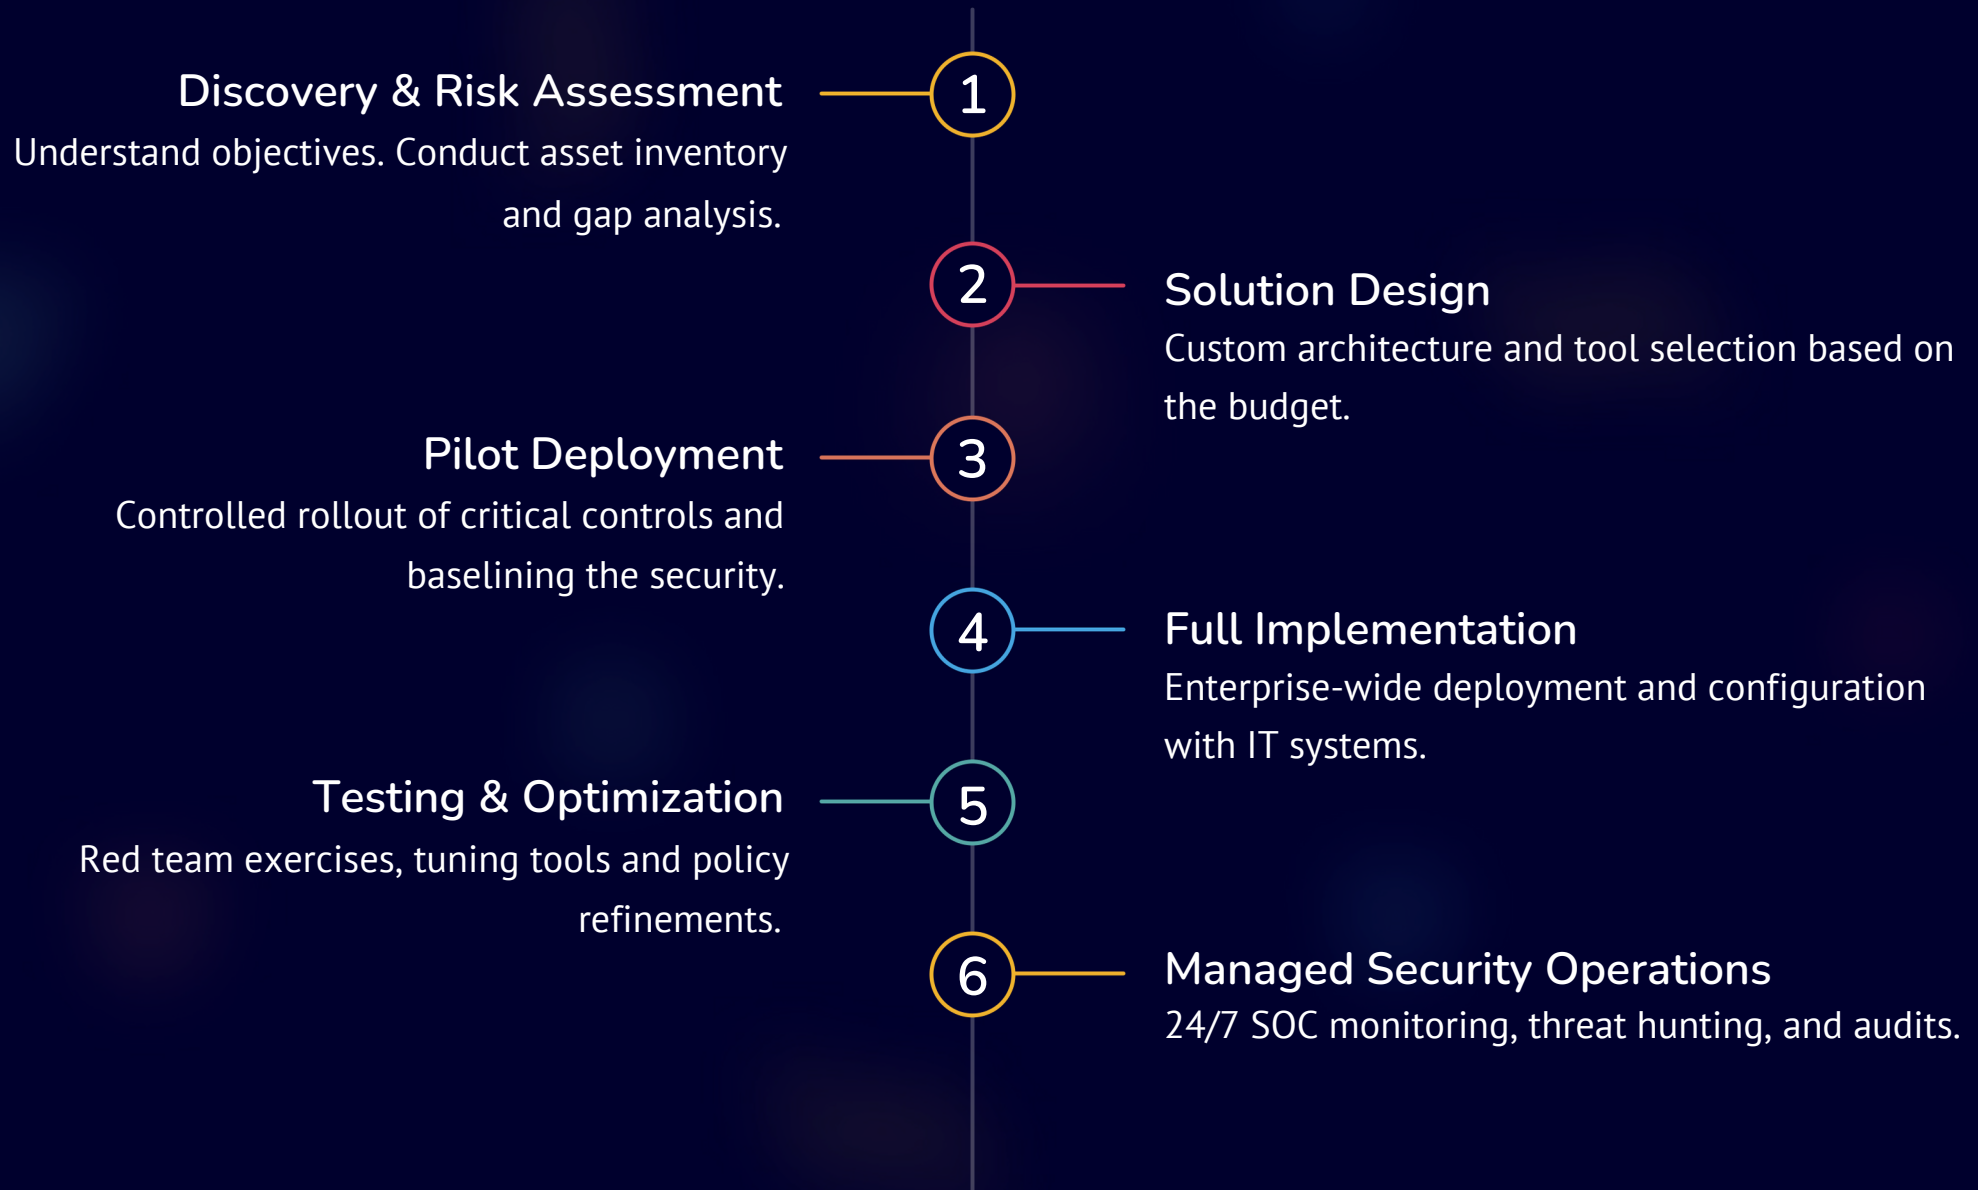 1
Discovery & Risk Assessment
Understand objectives. Conduct asset inventory
and gap analysis.
2
Solution Design
Custom architecture and tool selection based on
the budget.
3
Pilot Deployment
Controlled rollout of critical controls and
baselining the security.
4
Full Implementation
Enterprise-wide deployment and configuration
with IT systems.
5
Testing & Optimization
Red team exercises, tuning tools and policy
refinements.
6
Managed Security Operations
24/7 SOC monitoring, threat hunting, and audits.